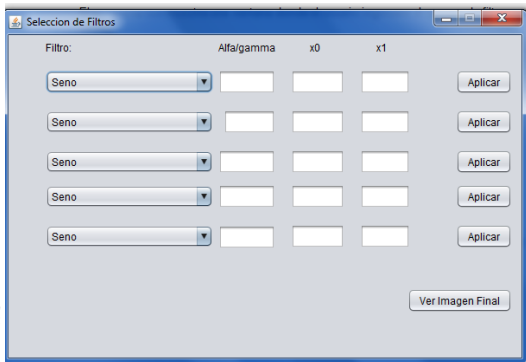 Seleccion de Filtros
Filtro: Alfa/gamma x0 x1
Seno Aplicar
Seno Aplicar
Seno Aplicar
Seno Aplicar
Seno Aplicar
Ver Imagen Final